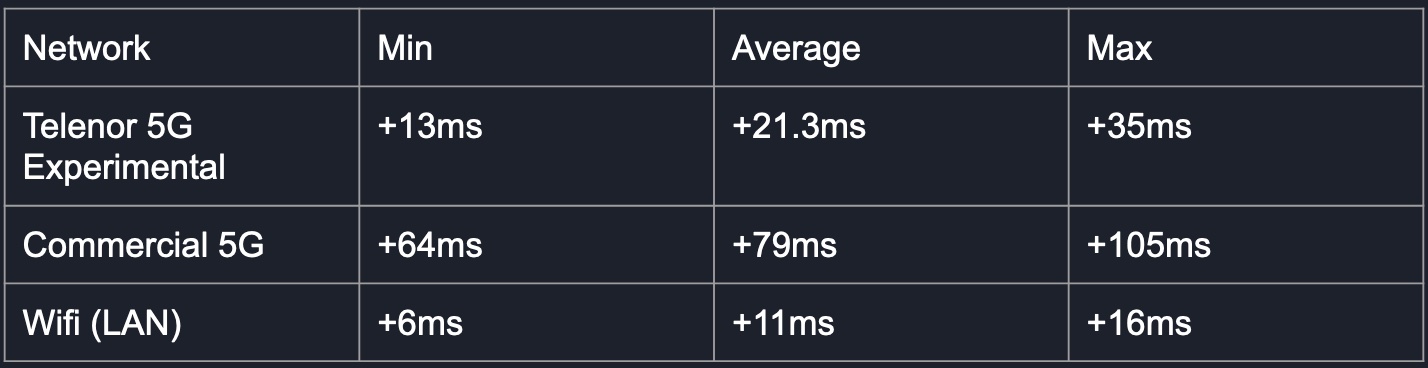 Network Min Average Max
Telenor 5G +13ms +21.3ms +35ms
Experimental
Commercial 5G +64ms +79ms +105ms
Wifi (LAN) +6ms +11ms +16ms